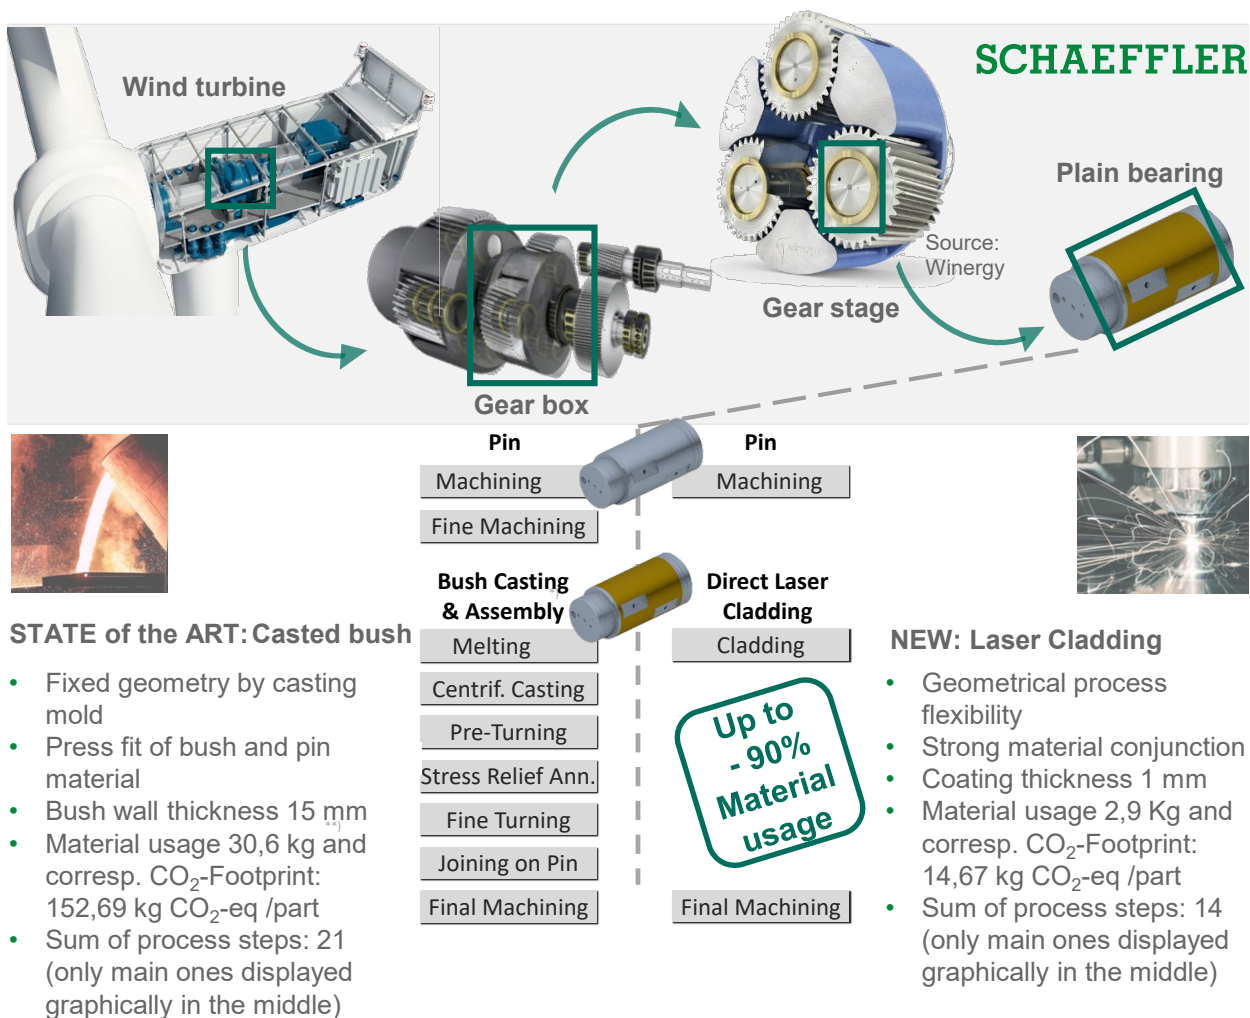 SCHAEFFLER
Wind turbine
Plain bearing
Source:
Winergy
Gear stage
Gear box
Pin
Machining
Fine Machining
Bush Casting
*)
& Assembly
Melting
Centrif. Casting
Pre-Turning
Stress Relief Ann.
Fine Turning
Joining on Pin
Final Machining
Pin
Machining
Direct Laser
Cladding
Cladding
Up to
- 90%
Material
usage
Final Machining
STATE of the ART: Casted bush
• Fixed geometry by casting
mold
• Press fit of bush and pin
material
• Bush wall thickness 15 mm
**)
• Material usage 30,6 kg and
corresp. CO₂-Footprint:
152,69 kg CO₂-eq /part
• Sum of process steps: 21
(only main ones displayed
graphically in the middle)
NEW: Laser Cladding
• Geometrical process
flexibility
• Strong material conjunction
• Coating thickness 1 mm
• Material usage 2,9 Kg and
corresp. CO₂-Footprint:
14,67 kg CO₂-eq /part
• Sum of process steps: 14
(only main ones displayed
graphically in the middle)